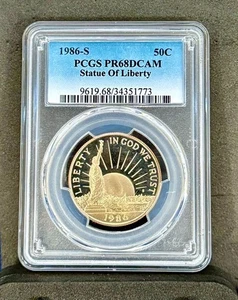 1986-S 50C
PCGS PR68DCAM
Statue Of Liberty
9619.68/34351773
LIBERTY IN GOD WE TRUST
1986